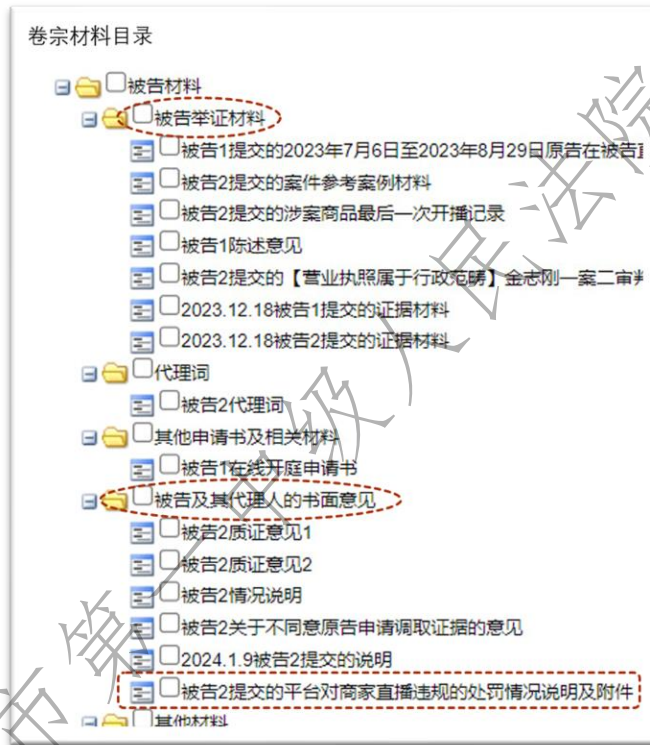 卷宗材料目录
被告材料
被告举证材料
被告1提交的2023年7月6日至2023年8月29日原告在被告
被告2提交的案件参考案例材料
被告2提交的涉案商品最后一次开播记录
被告1陈述意见
被告2提交的【营业执照属于行政范畴】金志刚一案二审
2023.12.18被告1提交的证据材料
2023.12.18被告2提交的证据材料
代理词
被告2代理词
其他申请书及相关材料
被告1在线开庭申请书
被告及其代理人的书面意见
被告2质证意见1
被告2质证意见2
被告2情况说明
被告2关于不同意原告申请调取证据的意见
2024.1.9被告2提交的说明
被告2提交的平台对商家直播违规的处罚情况说明及附件
其他材料
市第一中级人民法院